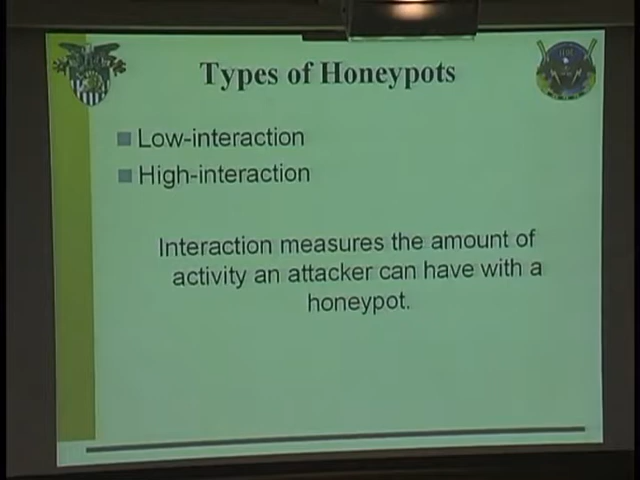 Types of Honeypots
Low-interaction
High-interaction
Interaction measures the amount of
activity an attacker can have with a
honeypot.